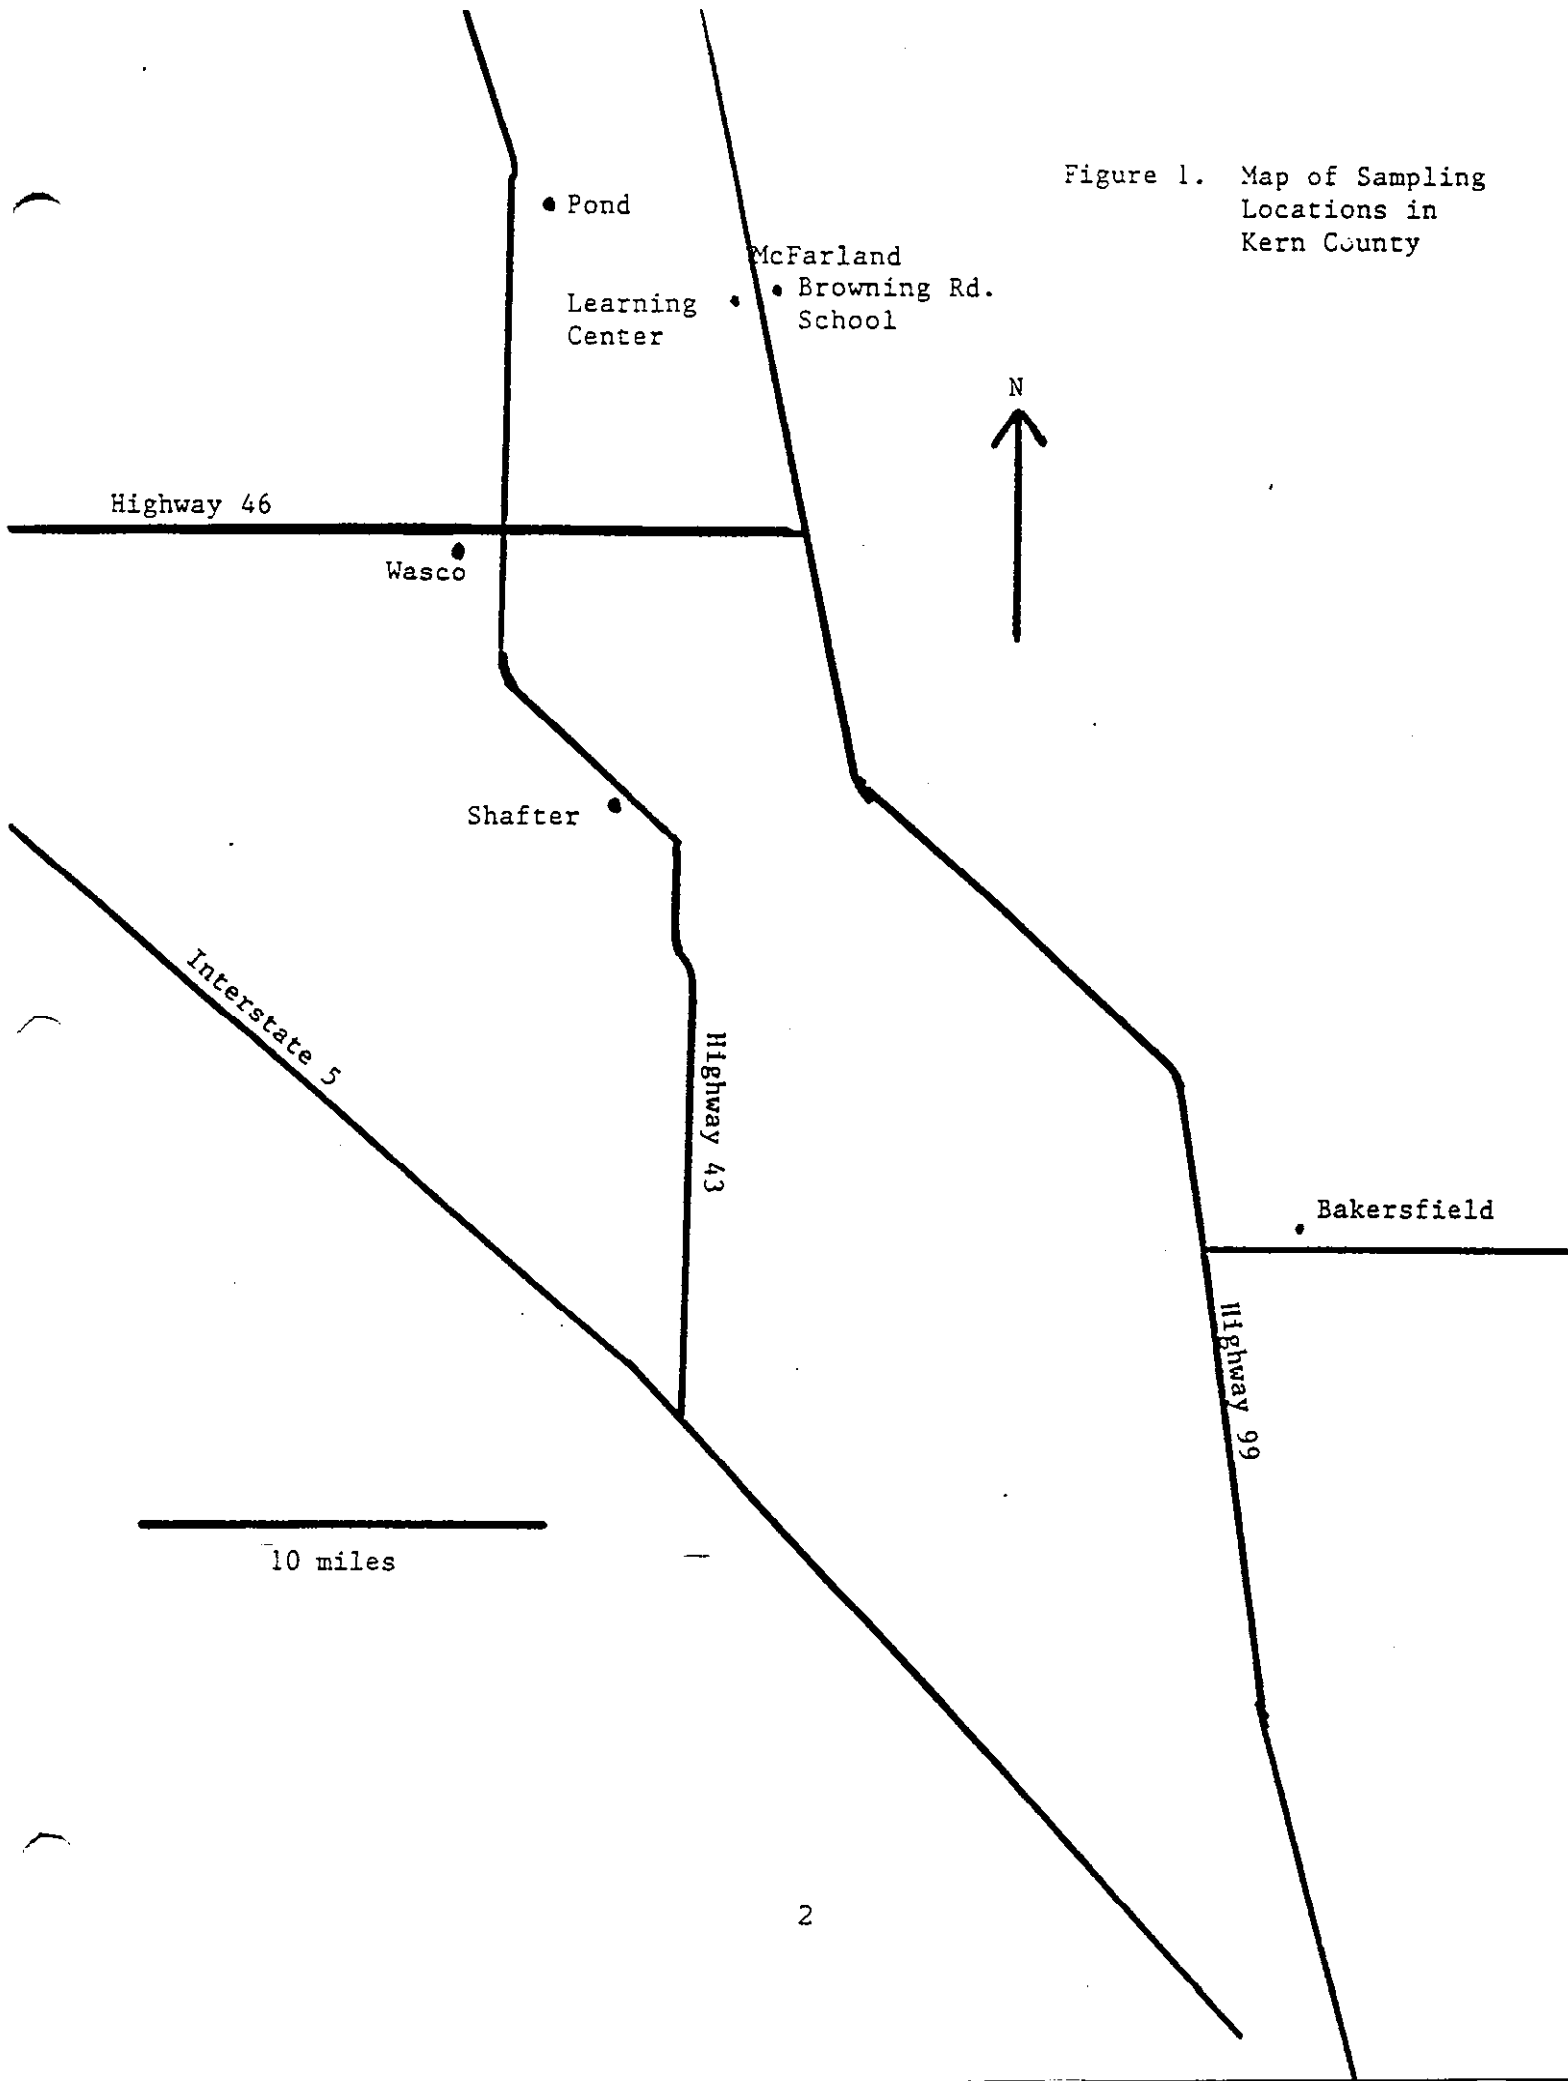 Figure 1. Map of Sampling
Locations in
Kern County
Pond
McFarland
Browning Rd.
School
Learning
Center
N
Highway 46
Wasco
Shafter
Interstate 5
Highway 43
Bakersfield
Highway 99
10 miles
2